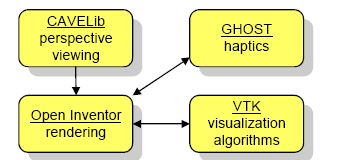 CAVELib
perspective
viewing
GHOST
haptics
Open Inventor
rendering
VTK
visualization
algorithms